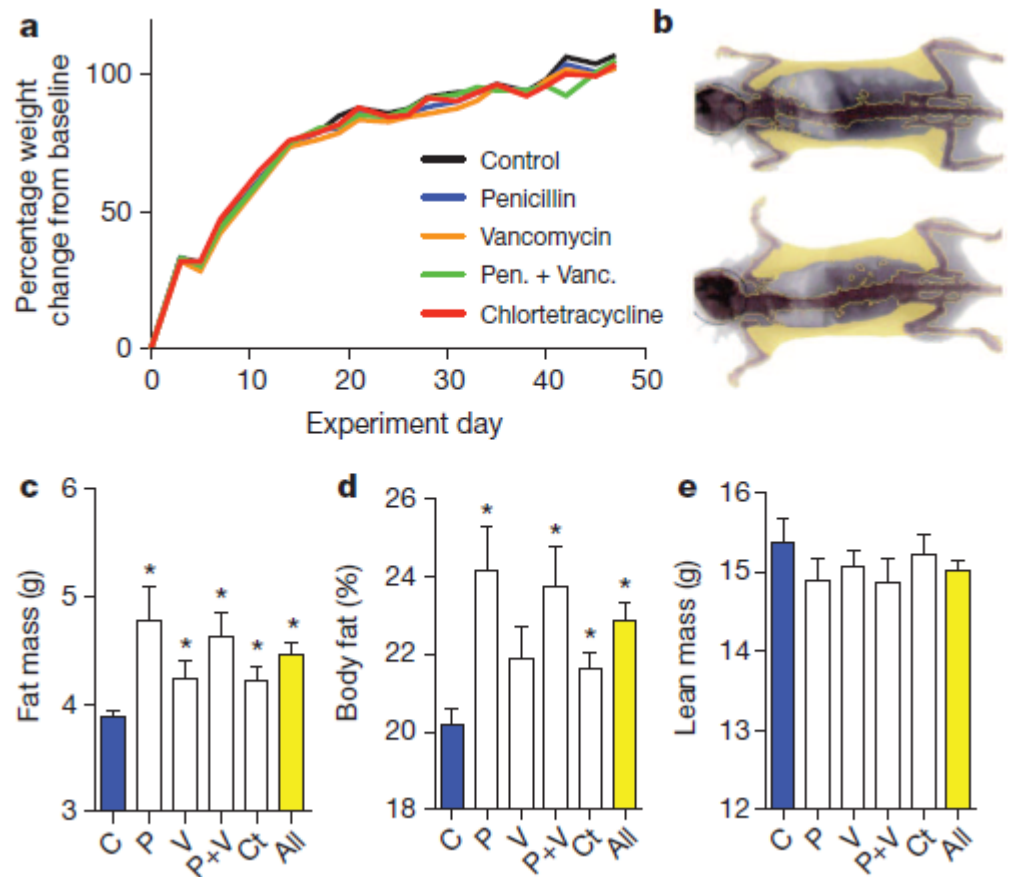 a
Percentage weight
change from baseline
100
50
0
0
10
20
30
40
50
Experiment day
Control
Penicillin
Vancomycin
Pen. + Vanc.
Chlortetracycline
b
c
Fat mass (g)
6
5
4
3
*
*
*
*
*
C
P
V
P+V
Ct
All
d
Body fat (%)
26
24
22
20
18
*
*
*
*
C
P
V
P+V
Ct
All
e
Lean mass (g)
16
15
14
13
12
C
P
V
P+V
Ct
All